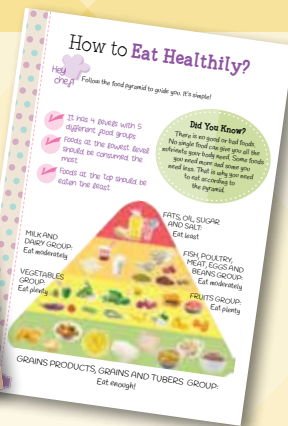 How to Eat Healthily?
Hey
chef!
Follow the food pyramid to guide you. It's simple!
It has 4 levels with 5
different food groups
Foods at the lowest level
should be consumed the
most
Foods at the top should be
eaten the least
Did You Know?
There is no good or bad foods.
No single food can give you all the
nutrients your body need. Some foods
you need more and some you
need less. That is why you need
to eat according to
the pyramid.
FATS, OIL, SUGAR
AND SALT:
Eat least
MILK AND
DAIRY GROUP:
Eat moderately
FISH, POULTRY,
MEAT, EGGS AND
BEANS GROUP:
Eat moderately
VEGETABLES
GROUP:
Eat plenty
FRUITS GROUP:
Eat plenty
GRAINS PRODUCTS, GRAINS AND TUBERS GROUP:
Eat enough!